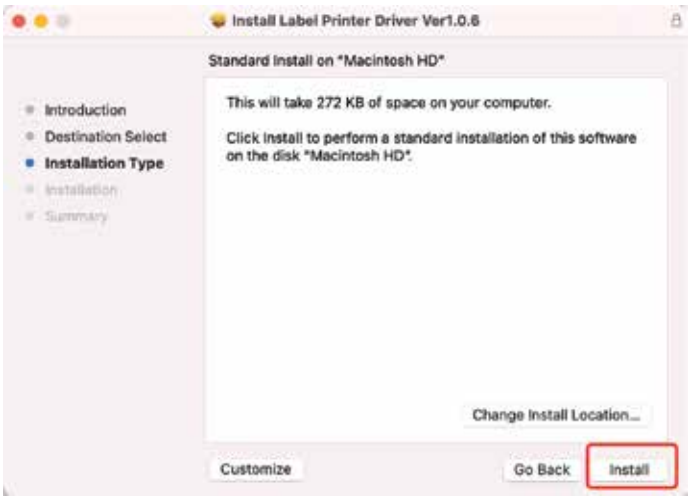 Install Label Printer Driver Ver1.0.6
Standard Install on "Macintosh HD"
Introduction
Destination Select
Installation Type
Installation
Summary
This will take 272 KB of space on your computer.
Click Install to perform a standard installation of this software
on the disk "Macintosh HD".
Change Install Location...
Customize
Go Back
Install